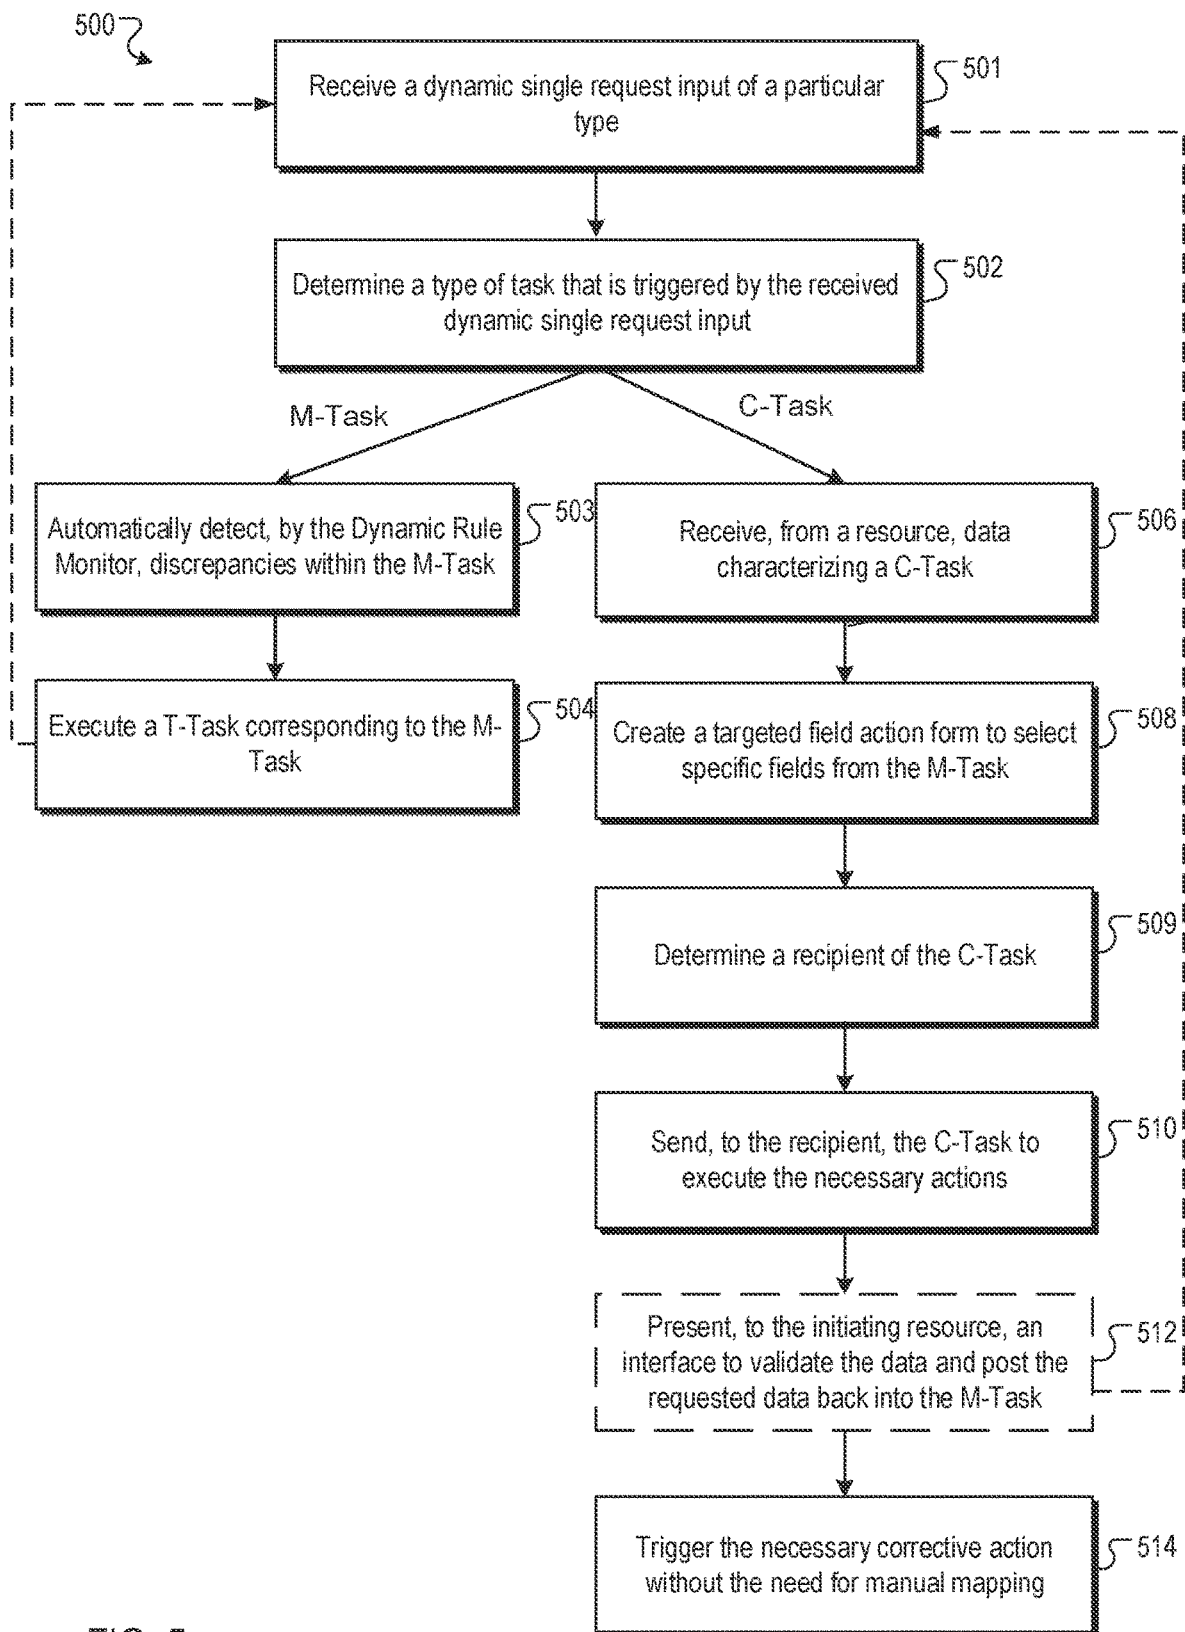 500
Receive a dynamic single request input of a particular
type
501
Determine a type of task that is triggered by the received
dynamic single request input
502
M-Task
C-Task
Automatically detect, by the Dynamic Rule
Monitor, discrepancies within the M-Task
503
Receive, from a resource, data
characterizing a C-Task
506
Execute a T-Task corresponding to the M-
Task
504
Create a targeted field action form to select
specific fields from the M-Task
508
Determine a recipient of the C-Task
509
Send, to the recipient, the C-Task to
execute the necessary actions
510
Present, to the initiating resource, an
interface to validate the data and post the
requested data back into the M-Task
512
Trigger the necessary corrective action
without the need for manual mapping
514